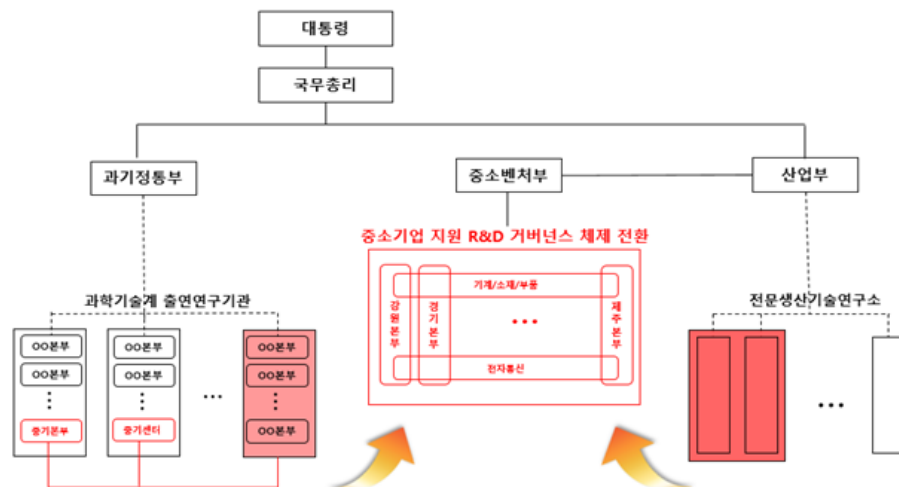 대통령
국무총리
과기정통부
중소벤처부
산업부
중소기업 지원 R&D 거버넌스 체제 전환
기계/소재/부품
강원본부
경기본부
•••
제주본부
전자통신
과학기술계 출연연구기관
전문생산기술연구소
OO본부
OO본부
OO본부
OO본부
OO본부
OO본부
•••
•••
중기본부
중기센터
OO본부